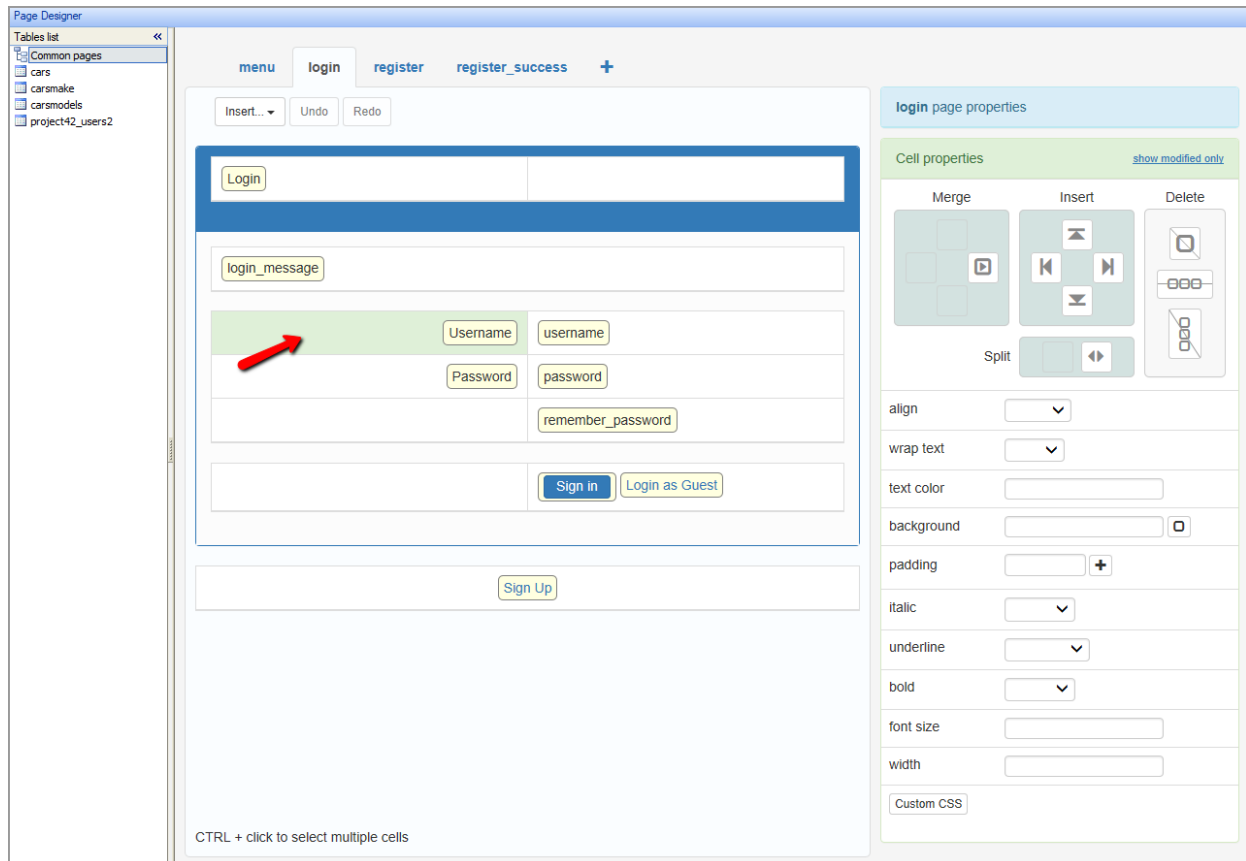 Page Designer
Tables list «
Common pages
cars
carsmake
carsmodels
project42_users2
menu login register register_success +
Insert... Undo Redo
Login
login_message
Username username
Password password
remember_password
Sign in Login as Guest
Sign Up
CTRL + click to select multiple cells
login page properties
Cell properties show modified only
Merge Insert Delete
Split
align
wrap text
text color
background
padding
italic
underline
bold
font size
width
Custom CSS